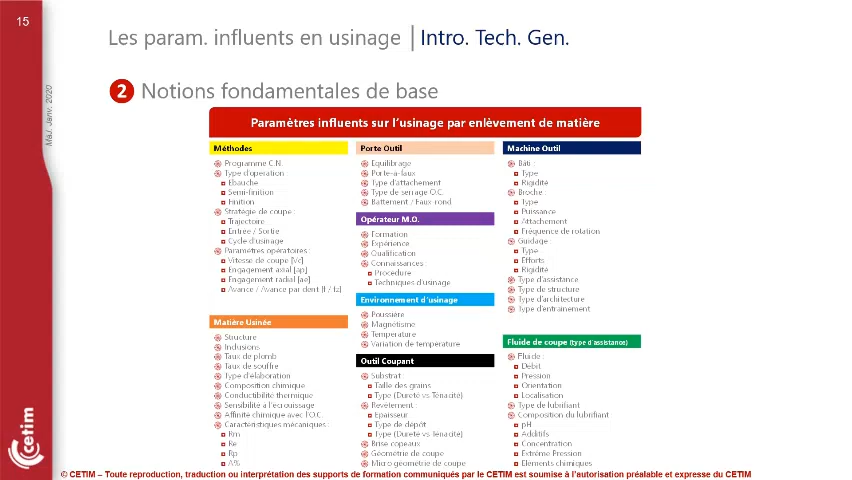 15
Les param. influents en usinage | Intro. Tech. Gen.
MàJ. Janv. 2020
2 Notions fondamentales de base
Paramètres influents sur l'usinage par enlèvement de matière
Méthodes
Programme C.N.
Type d'opération :
Ebauche
Semi-finition
Finition
Stratégie de coupe :
Trajectoire
Entrée / Sortie
Cycle d'usinage
Paramètres opératoires :
Vitesse de coupe [Vc]
Engagement axial [ap]
Engagement radial [ae]
Avance / Avance par dent (f / fz)
Matière Usinée
Structure
Inclusions
Taux de plomb
Taux de souffre
Type d'élaboration
Composition chimique
Conductibilité thermique
Sensibilité à l'écrouissage
Affinité chimique avec l'O.C.
Caractéristiques mécaniques :
Rm
Re
Rp
A%
Porte Outil
Equilibrage
Porte-à-faux
Type d'attachement
Type de serrage O.C.
Battement / Faux-rond
Opérateur M.O.
Formation
Expérience
Qualification
Connaissances :
Procédure
Techniques d'usinage
Environnement d'usinage
Poussière
Magnétisme
Température
Variation de température
Outil Coupant
Substrat :
Taille des grains
Type (Dureté vs Ténacité)
Revêtement :
Epaisseur
Type de dépôt
Type (Dureté vs Ténacité)
Brise copeaux
Géométrie de coupe
Micro géométrie de coupe
Machine Outil
Bâti :
Type
Rigidité
Broche
Type
Puissance
Attachement
Fréquence de rotation
Guidage
Type
Efforts
Rigidité
Type d'assistance
Type de structure
Type d'architecture
Type d'entrainement
Fluide de coupe (type d'assistance)
Fluide :
Débit
Pression
Orientation
Localisation
Type de lubrifiant
Composition du lubrifiant :
pH
Additifs
Concentration
Extrême Pression
Elements chimiques
cetim
© CETIM – Toute reproduction, traduction ou interprétation des supports de formation communiqués par le CETIM est soumise à l'autorisation préalable et expresse du CETIM